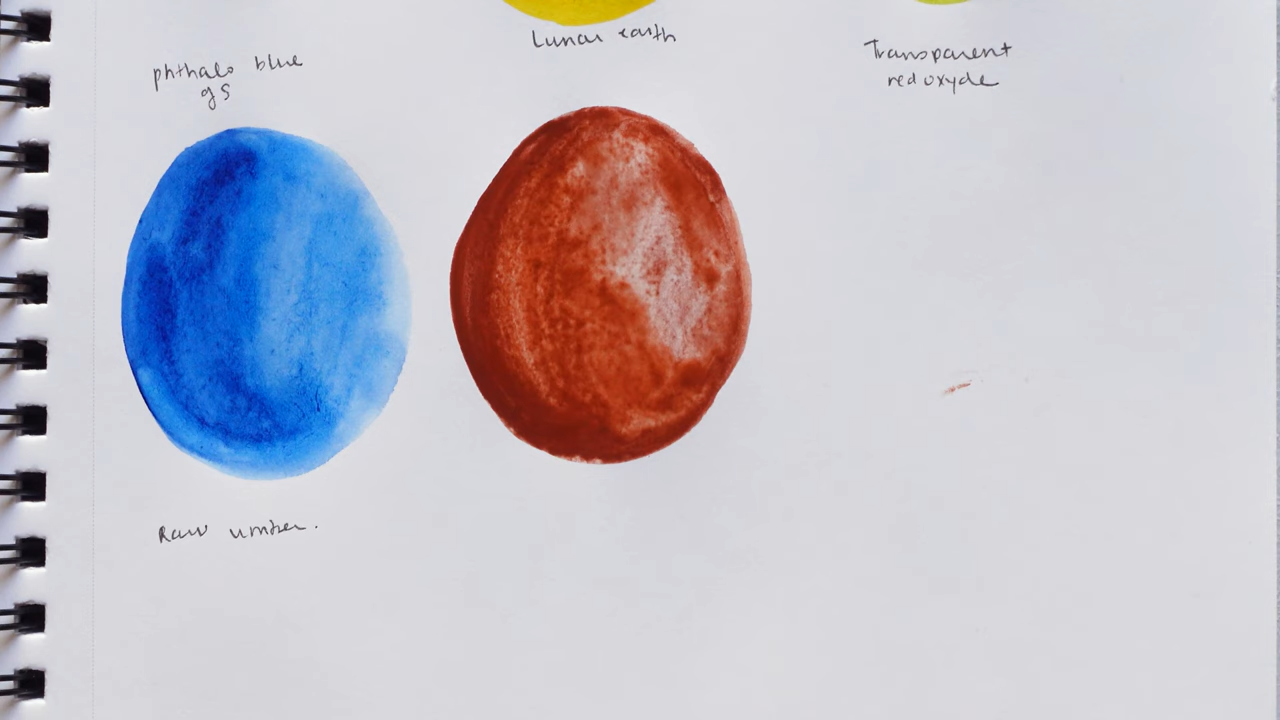 Lunar earth
phthalo blue
gs
Transparent
red oxyde
Raw umber.